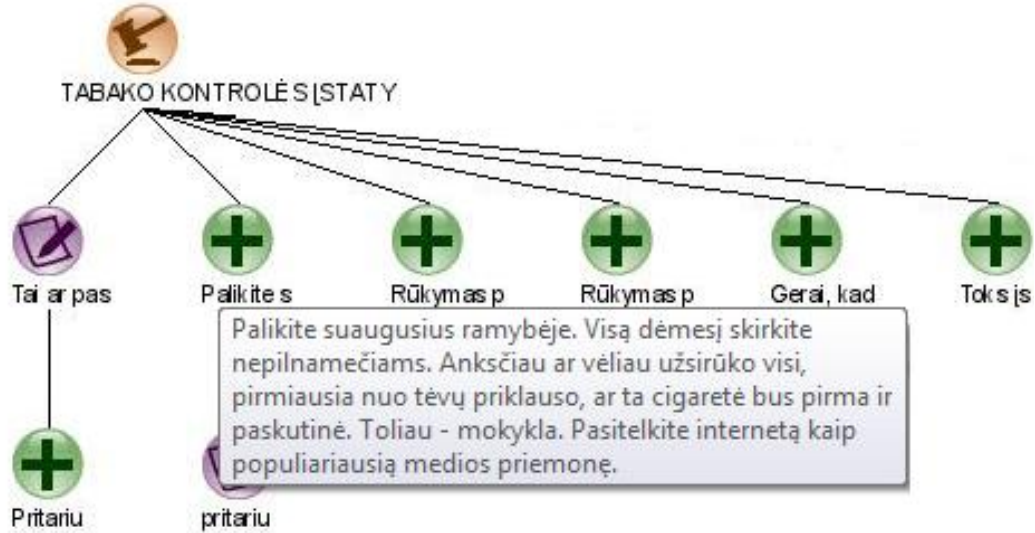 TABAKO KONTROLĖS ĮSTATY
Tai ar pas
Palikite s
Rūkymas p
Rūkymas p
Gerai, kad
Toks įs
Palikite suaugusius ramybėje. Visą dėmesį skirkite
nepilnamečiams. Anksčiau ar vėliau užsirūko visi,
pirmiausia nuo tėvų priklauso, ar ta cigaretė bus pirma ir
paskutinė. Toliau - mokykla. Pasitelkite internetą kaip
populiariausią medios priemonę.
Pritariu
pritariu